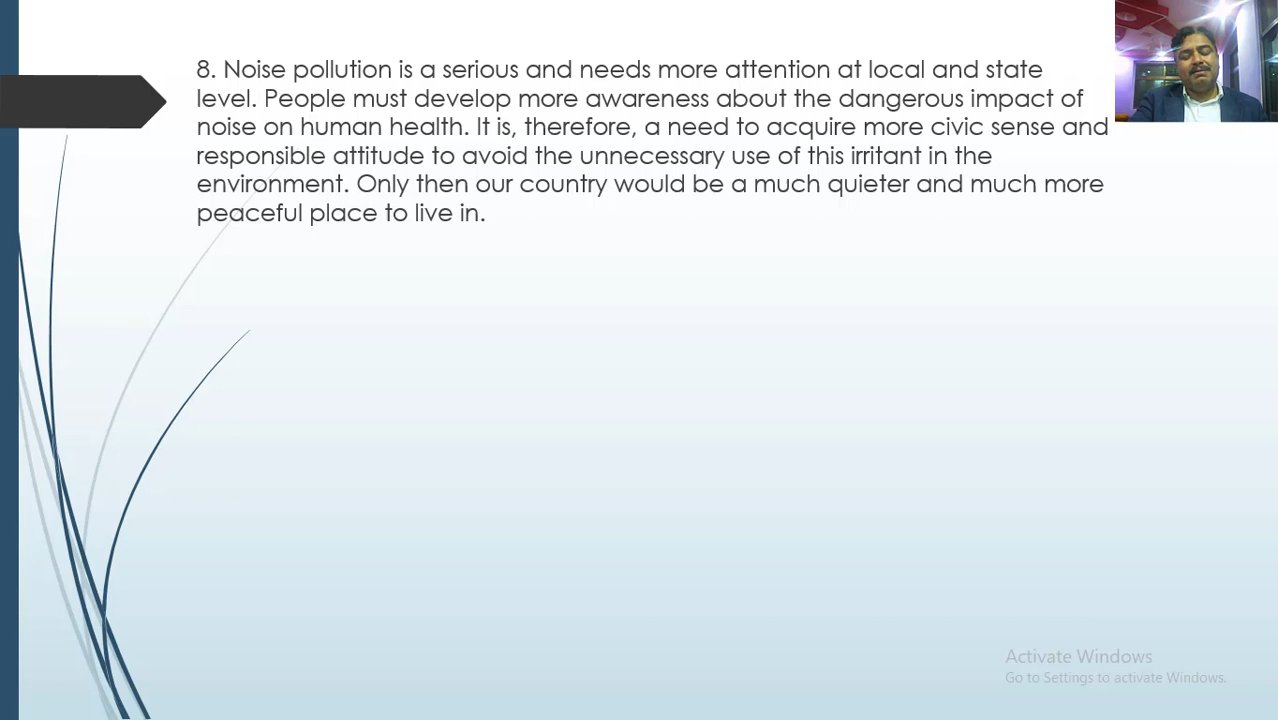 8. Noise pollution is a serious and needs more attention at local and state
level. People must develop more awareness about the dangerous impact of
noise on human health. It is, therefore, a need to acquire more civic sense and
responsible attitude to avoid the unnecessary use of this irritant in the
environment. Only then our country would be a much quieter and much more
peaceful place to live in.
Activate Windows
Go to Settings to activate Windows.